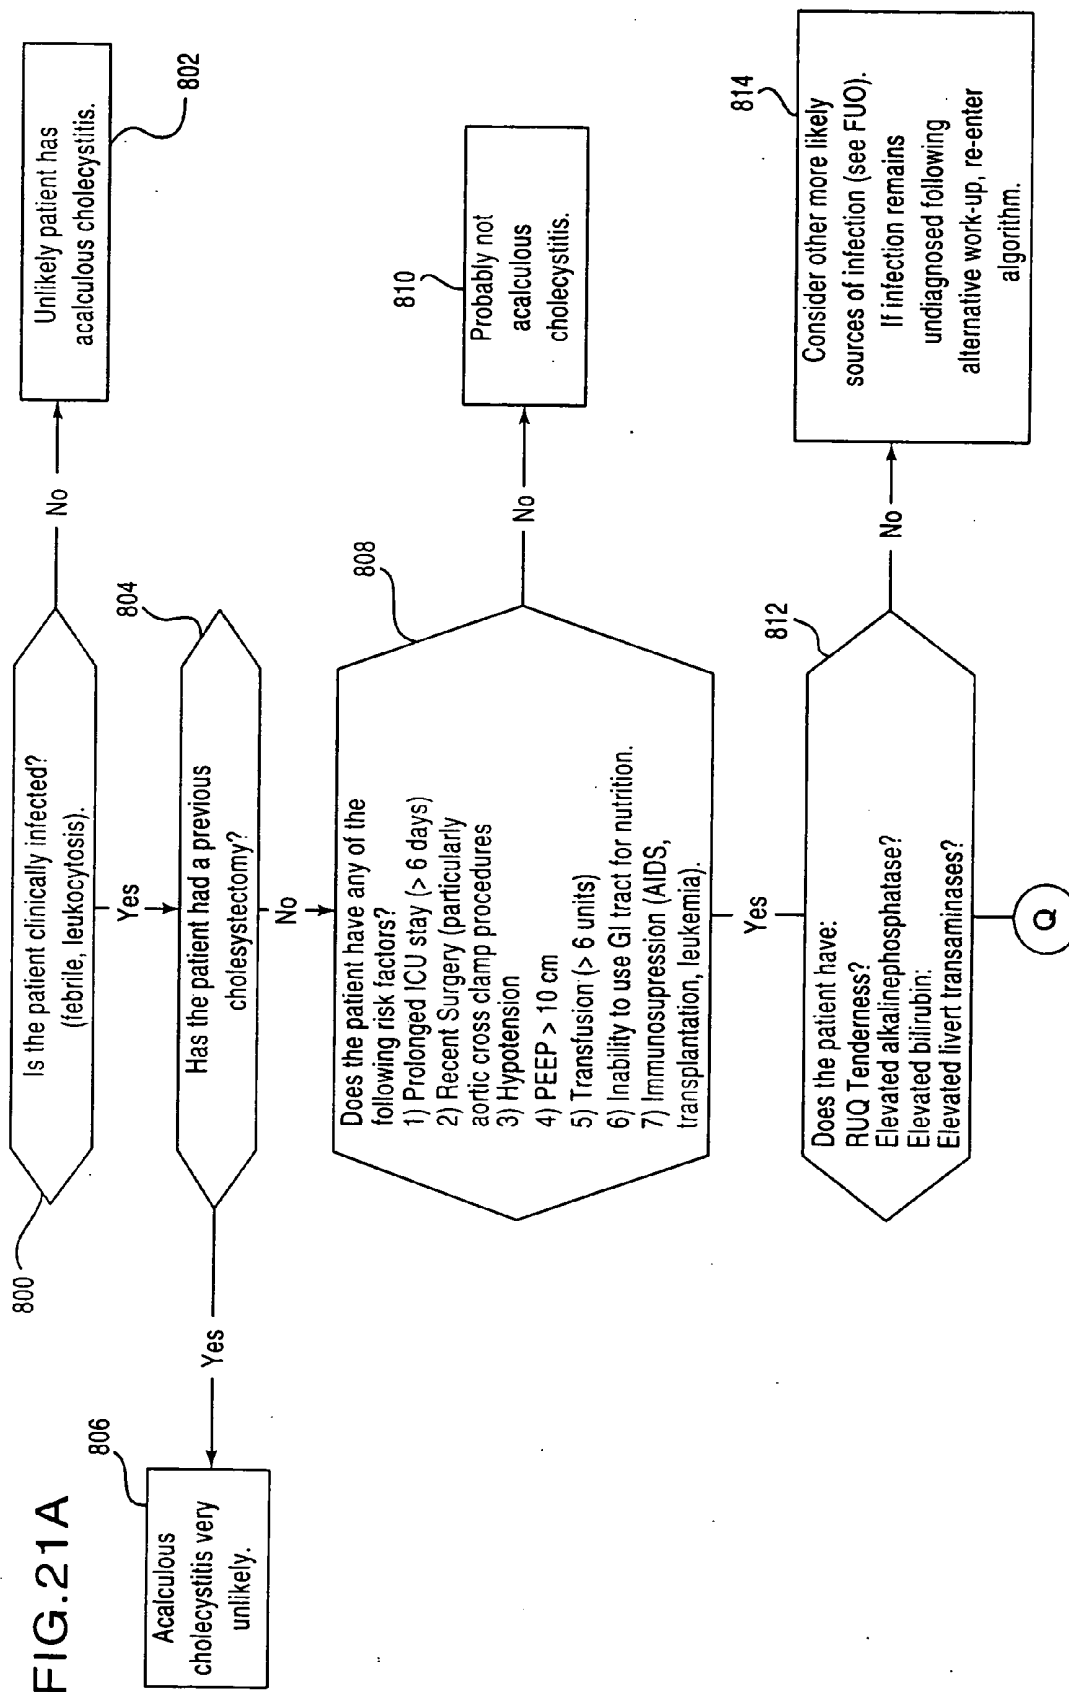 FIG.21A
Is the patient clinically infected?
(febrile, leukocytosis).
800
No
Unlikely patient has
acalculous cholecystitis.
802
Yes
Has the patient had a previous
cholesystectomy?
804
Yes
Acalculous
cholecystitis very
unlikely.
806
No
Does the patient have any of the
following risk factors?
1) Prolonged ICU stay (> 6 days)
2) Recent Surgery (particularly
aortic cross clamp procedures
3) Hypotension
4) PEEP > 10 cm
5) Transfusion (> 6 units)
6) Inability to use GI tract for nutrition.
7) Immunosupression (AIDS,
transplantation, leukemia).
808
No
Probably not
acalculous
cholecystitis.
810
Yes
Does the patient have:
RUQ Tenderness?
Elevated alkalinephosphatase?
Elevated bilirubin:
Elevated livert transaminases?
812
No
Consider other more likely
sources of infection (see FUO).
If infection remains
undiagnosed following
alternative work-up, re-enter
algorithm.
814
Q